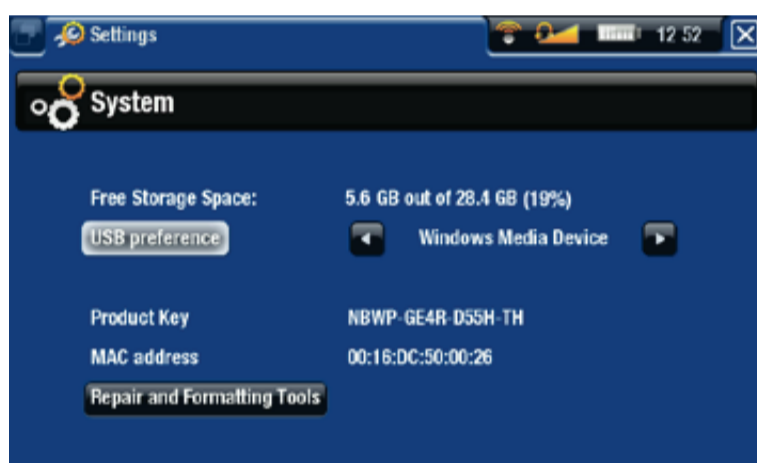 Settings 12 52
System
Free Storage Space: 5.6 GB out of 28.4 GB (19%)
USB preference Windows Media Device
Product Key NBWP-GE4R-D55H-TH
MAC address 00:16:DC:50:00:26
Repair and Formatting Tools